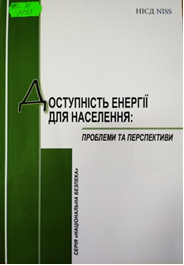 НІСД NISS
ДОСТУПНІСТЬ ЕНЕРГІЇ
ДЛЯ НАСЕЛЕННЯ:
ПРОБЛЕМИ ТА ПЕРСПЕКТИВИ
СЕРІЯ «НАЦІОНАЛЬНА БЕЗПЕКА»